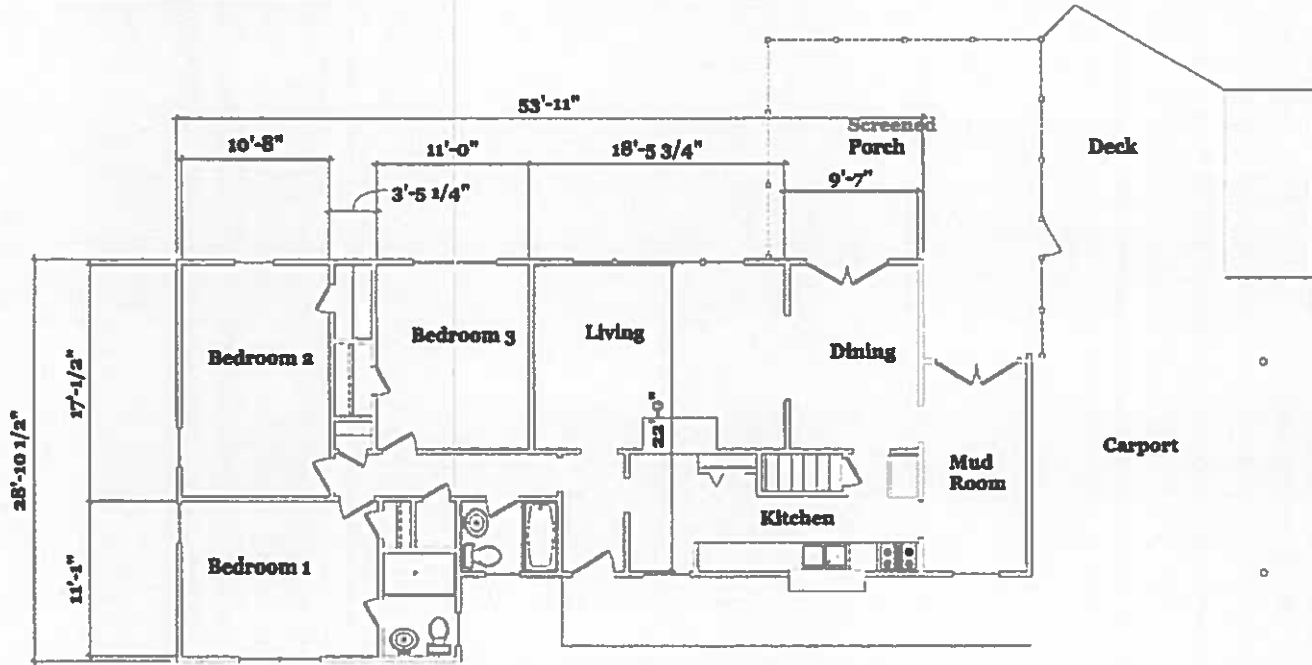 53'-11"
Screened
Porch
Deck
10'-8"
11'-0"
18'-5 3/4"
9'-7"
3'-5 1/4"
Bedroom 2
Bedroom 3
Living
Dining
17'-1/2"
28'-10 1/2"
22'
"
Carport
Mud
Room
Kitchen
Bedroom 1
11'-1"